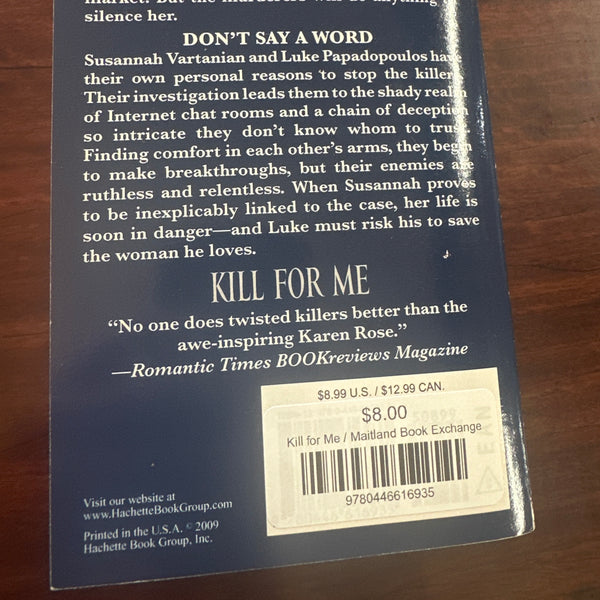 silence her.
DON'T SAY A WORD
Susannah Vartanian and Luke Papadopoulos have
their own personal reasons to stop the killer.
Their investigation leads them to the shady realm
of Internet chat rooms and a chain of deception
so intricate they don't know whom to trust.
Finding comfort in each other's arms, they begin
to make breakthroughs, but their enemies are
ruthless and relentless. When Susannah proves
to be inexplicably linked to the case, her life is
soon in danger—and Luke must risk his to save
the woman he loves.
KILL FOR ME
“No one does twisted killers better than the
awe-inspiring Karen Rose.”
—Romantic Times BOOKreviews Magazine
$8.99 U.S. / $12.99 CAN.
$8.00
Kill for Me / Maitland Book Exchange
9780446616935
EAN
Visit our website at
www.HachetteBookGroup.com
Printed in the U.S.A. © 2009
Hachette Book Group, Inc.